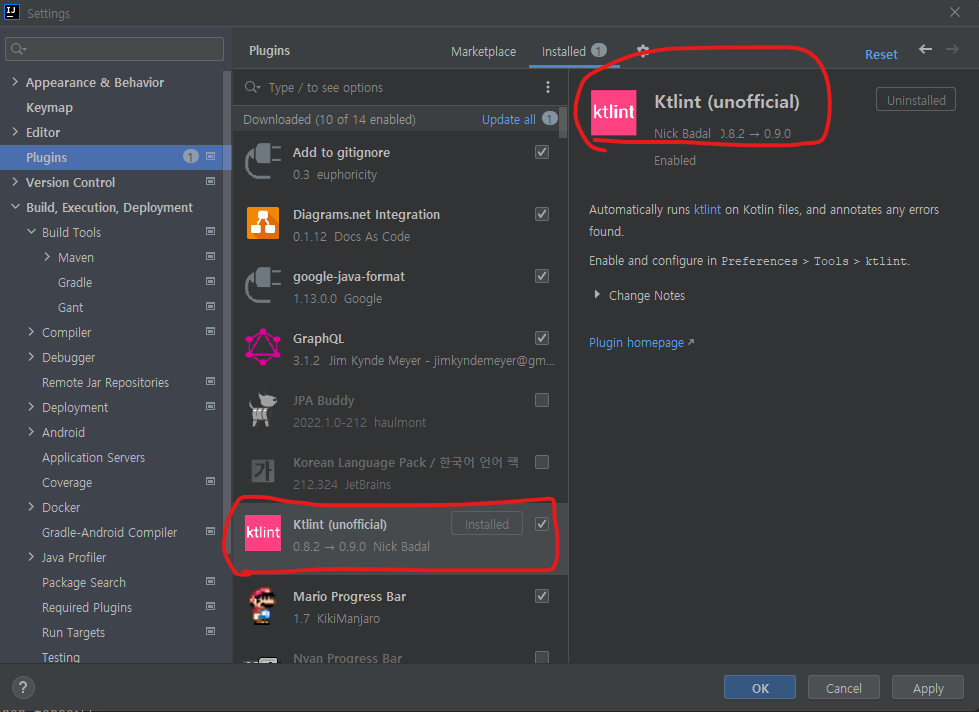 IJ
Settings
Plugins
Marketplace
Installed 1
Reset
Appearance & Behavior
Keymap
Editor
Plugins 1
Version Control
Build, Execution, Deployment
Build Tools
Maven
Gradle
Gant
Compiler
Debugger
Remote Jar Repositories
Deployment
Android
Application Servers
Coverage
Docker
Gradle-Android Compiler
Java Profiler
Package Search
Required Plugins
Run Targets
Testing
Type / to see options
Downloaded (10 of 14 enabled)
Update all 1
Add to gitignore
0.3 euphoricity
Diagrams.net Integration
0.1.12 Docs As Code
google-java-format
1.13.0.0 Google
GraphQL
3.1.2 Jim Kynde Meyer - jimkyndemeyer@gm...
JPA Buddy
2022.1.0-212 haulmont
가
Korean Language Pack / 한국어 언어 팩
212.324 JetBrains
ktlint
Ktlint (unofficial)
Installed
0.8.2 → 0.9.0 Nick Badal
Mario Progress Bar
1.7 KikiManjaro
Nyan Progress Bar
ktlint
Ktlint (unofficial)
Uninstalled
Nick Badal 0.8.2 → 0.9.0
Enabled
Automatically runs ktlint on Kotlin files, and annotates any errors
found.
Enable and configure in Preferences > Tools > ktlint.
Change Notes
Plugin homepage
?
OK
Cancel
Apply